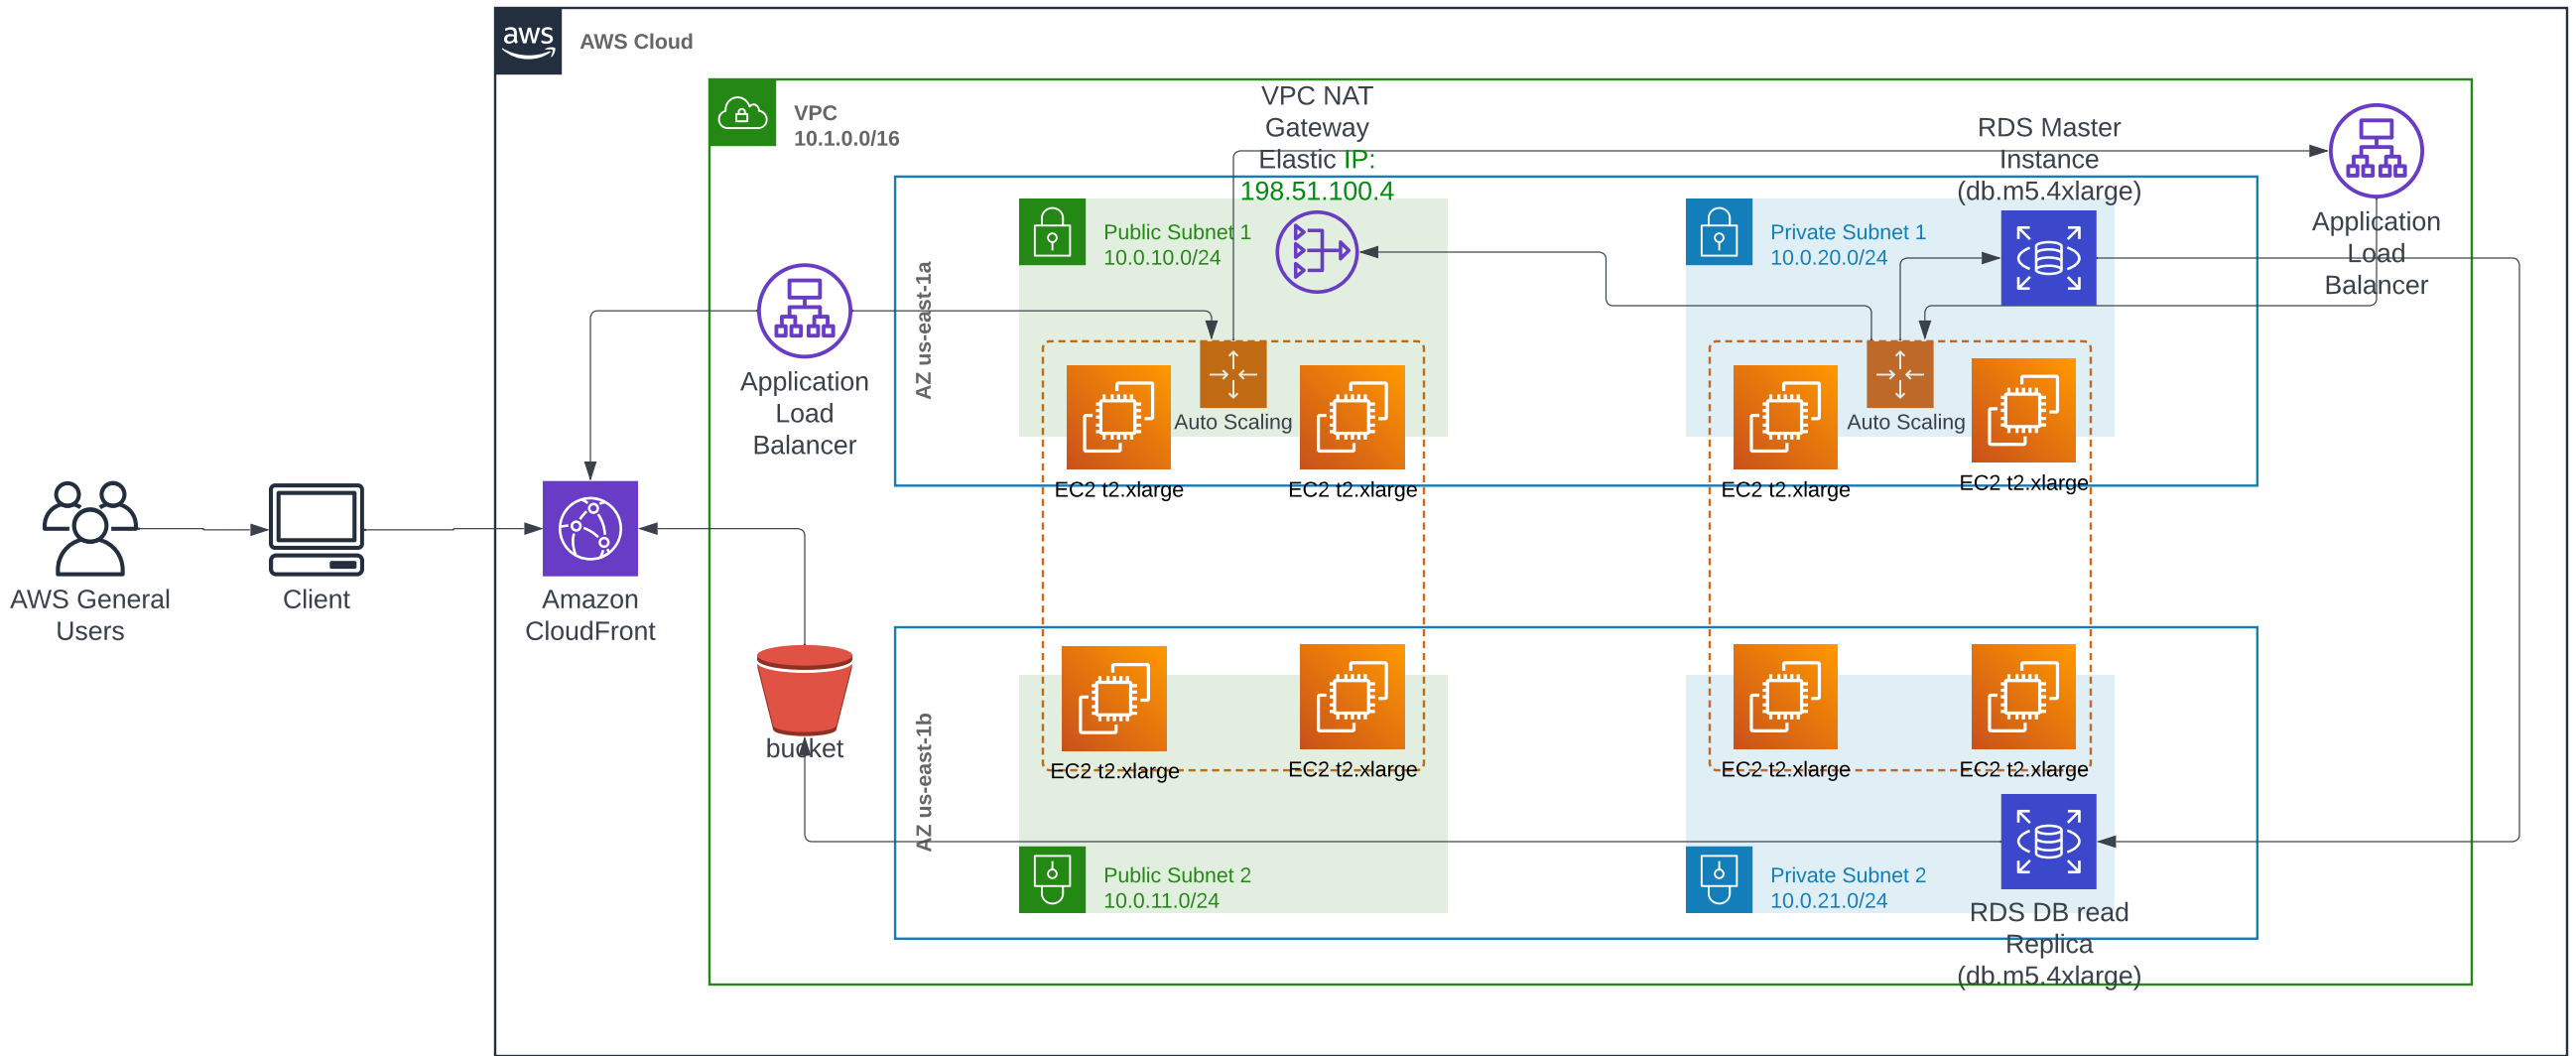 aws
AWS Cloud
VPC
10.1.0.0/16
VPC NAT
Gateway
Elastic IP:
198.51.100.4
RDS Master
Instance
(db.m5.4xlarge)
Application
Load
Balancer
AZ us-east-1a
Public Subnet 1
10.0.10.0/24
Private Subnet 1
10.0.20.0/24
Application
Load
Balancer
Auto Scaling
Auto Scaling
EC2 t2.xlarge
EC2 t2.xlarge
EC2 t2.xlarge
EC2 t2.xlarge
AWS General
Users
Client
Amazon
CloudFront
bucket
AZ us-east-1b
EC2 t2.xlarge
EC2 t2.xlarge
EC2 t2.xlarge
EC2 t2.xlarge
Public Subnet 2
10.0.11.0/24
Private Subnet 2
10.0.21.0/24
RDS DB read
Replica
(db.m5.4xlarge)